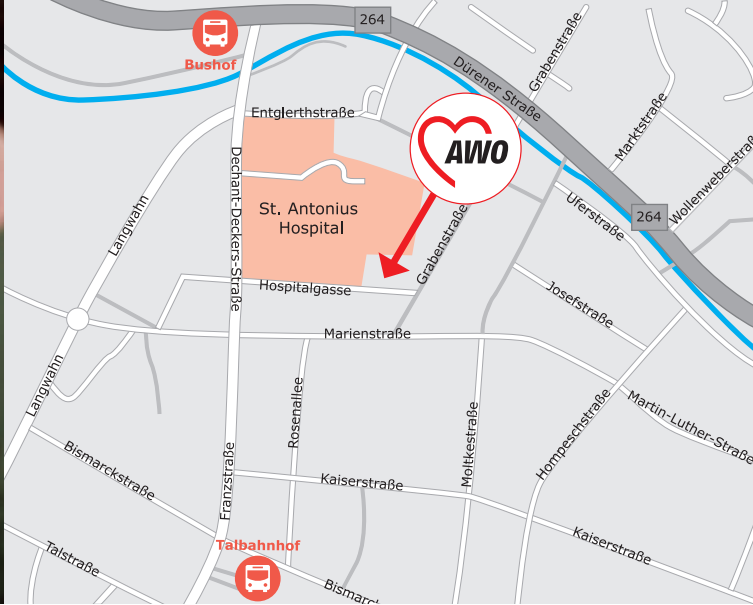 264
Bushof
Grabenstraße
Dürener Straße
Marktstraße
Entglerthstraße
AWO
Wollenweberstraße
Dechant-Deckers-Straße
Langwahn
St. Antonius
Hospital
Uferstraße
264
Grabenstraße
Hospitalgasse
Josefstraße
Marienstraße
Langwahn
Rosenallee
Moltkestraße
Hompeschstraße
Martin-Luther-Straße
Bismarckstraße
Franzstraße
Kaiserstraße
Kaiserstraße
Talbahnhof
Talstraße
Bismarck